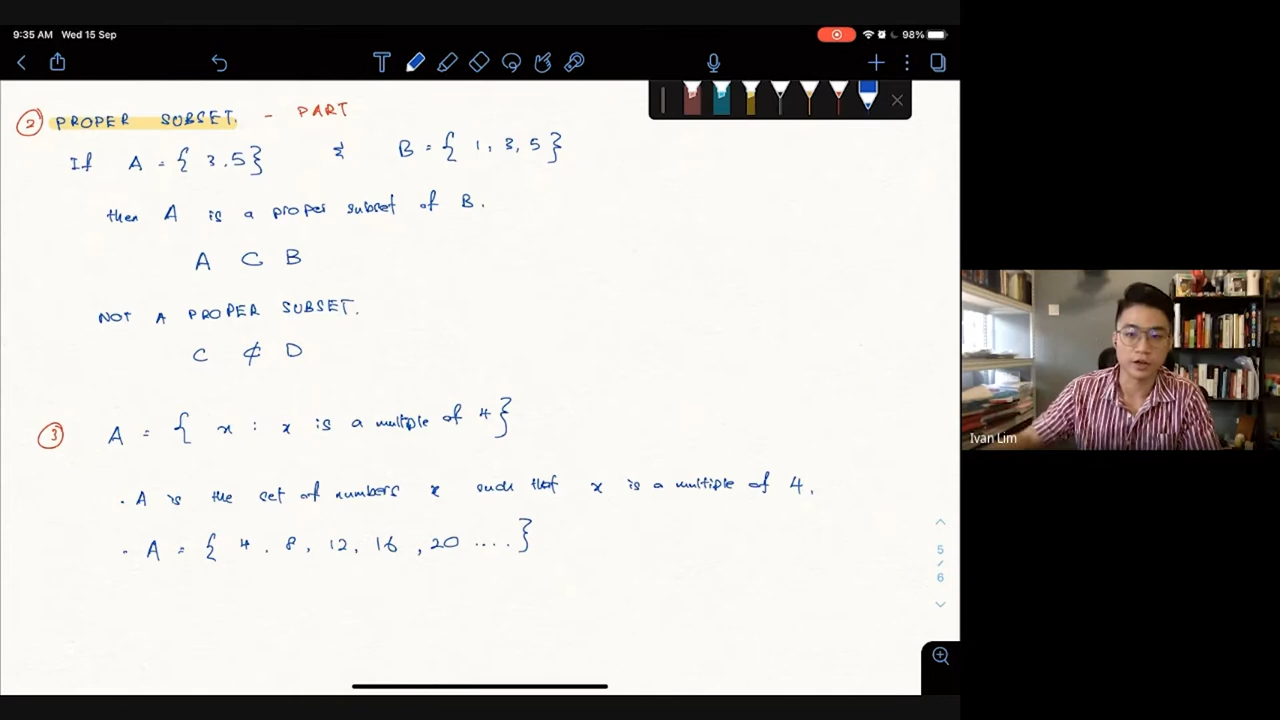 9:35 AM Wed 15 Sep
98%
② PROPER SUBSET. - PART
If A = { 3,5} & B = { 1, 3, 5 }
then A is a proper subset of B.
A ⊂ B
NOT A PROPER SUBSET.
C ⊄ D
③ A = { x : x is a multiple of 4 }
· A is the set of numbers x such that x is a multiple of 4.
· A = { 4, 8, 12, 16, 20 .... }
5
/
6
Ivan Lim